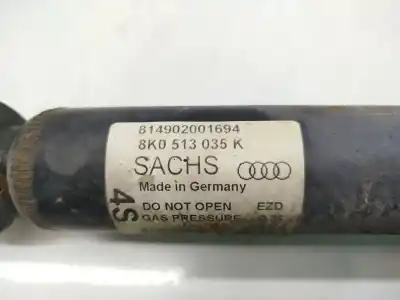 814902001694
8K0 513 035 K
SACHS
Made in Germany
4S
DO NOT OPEN EZD
GAS PRESSURE